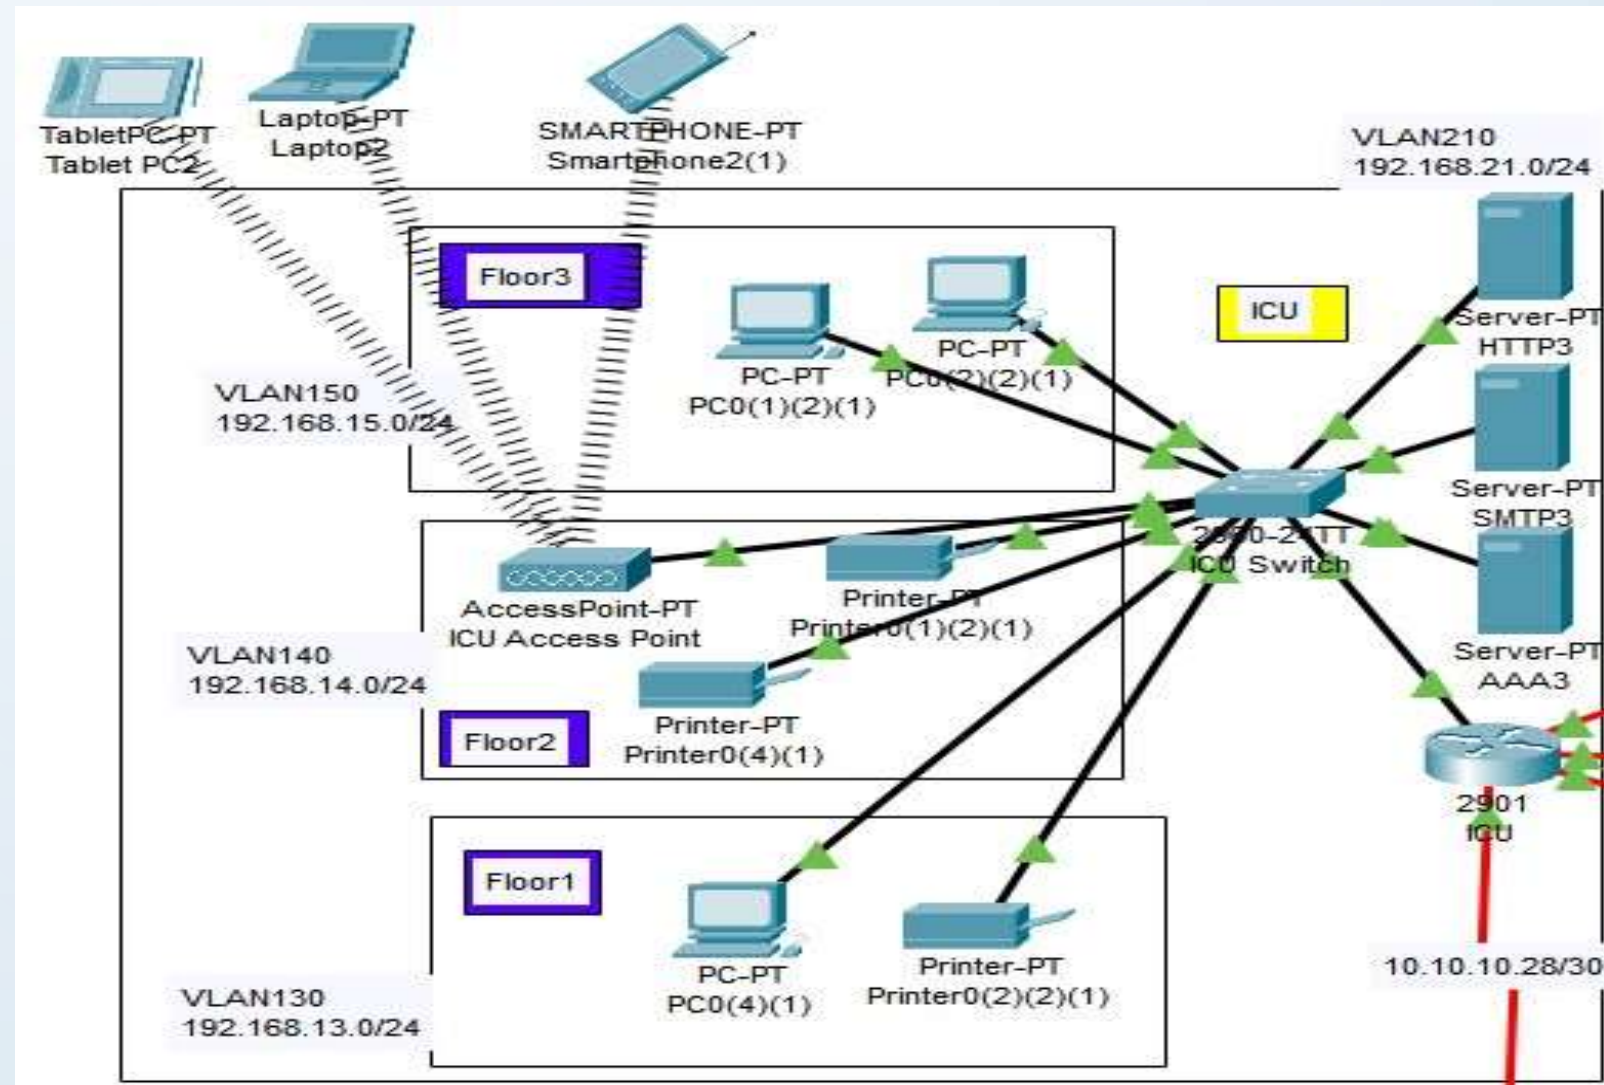 TabletPC-PT
Tablet PC2
Laptop-PT
Laptop2
SMARTPHONE-PT
Smartphone2(1)
VLAN210
192.168.21.0/24
Floor3
PC-PT
PC0(1)(2)(1)
PC-PT
PC0(2)(2)(1)
ICU
Server-PT
HTTP3
VLAN150
192.168.15.0/24
Server-PT
SMTP3
ICU Switch
AccessPoint-PT
ICU Access Point
Printer-PT
Printer0(1)(2)(1)
VLAN140
192.168.14.0/24
Printer-PT
Printer0(4)(1)
Floor2
Server-PT
AAA3
2901
ICU
Floor1
PC-PT
PC0(4)(1)
Printer-PT
Printer0(2)(2)(1)
10.10.10.28/30
VLAN130
192.168.13.0/24